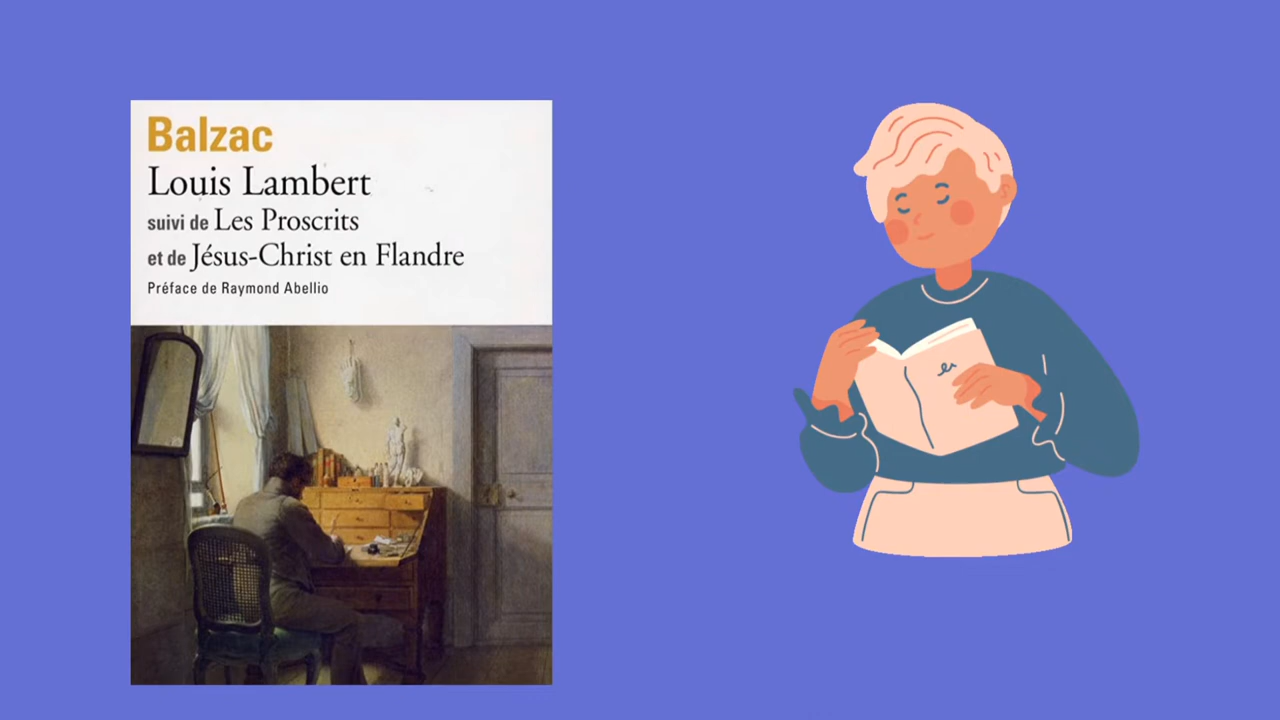 Balzac
Louis Lambert
suivi de Les Proscrits
et de Jésus-Christ en Flandre
Préface de Raymond Abellio